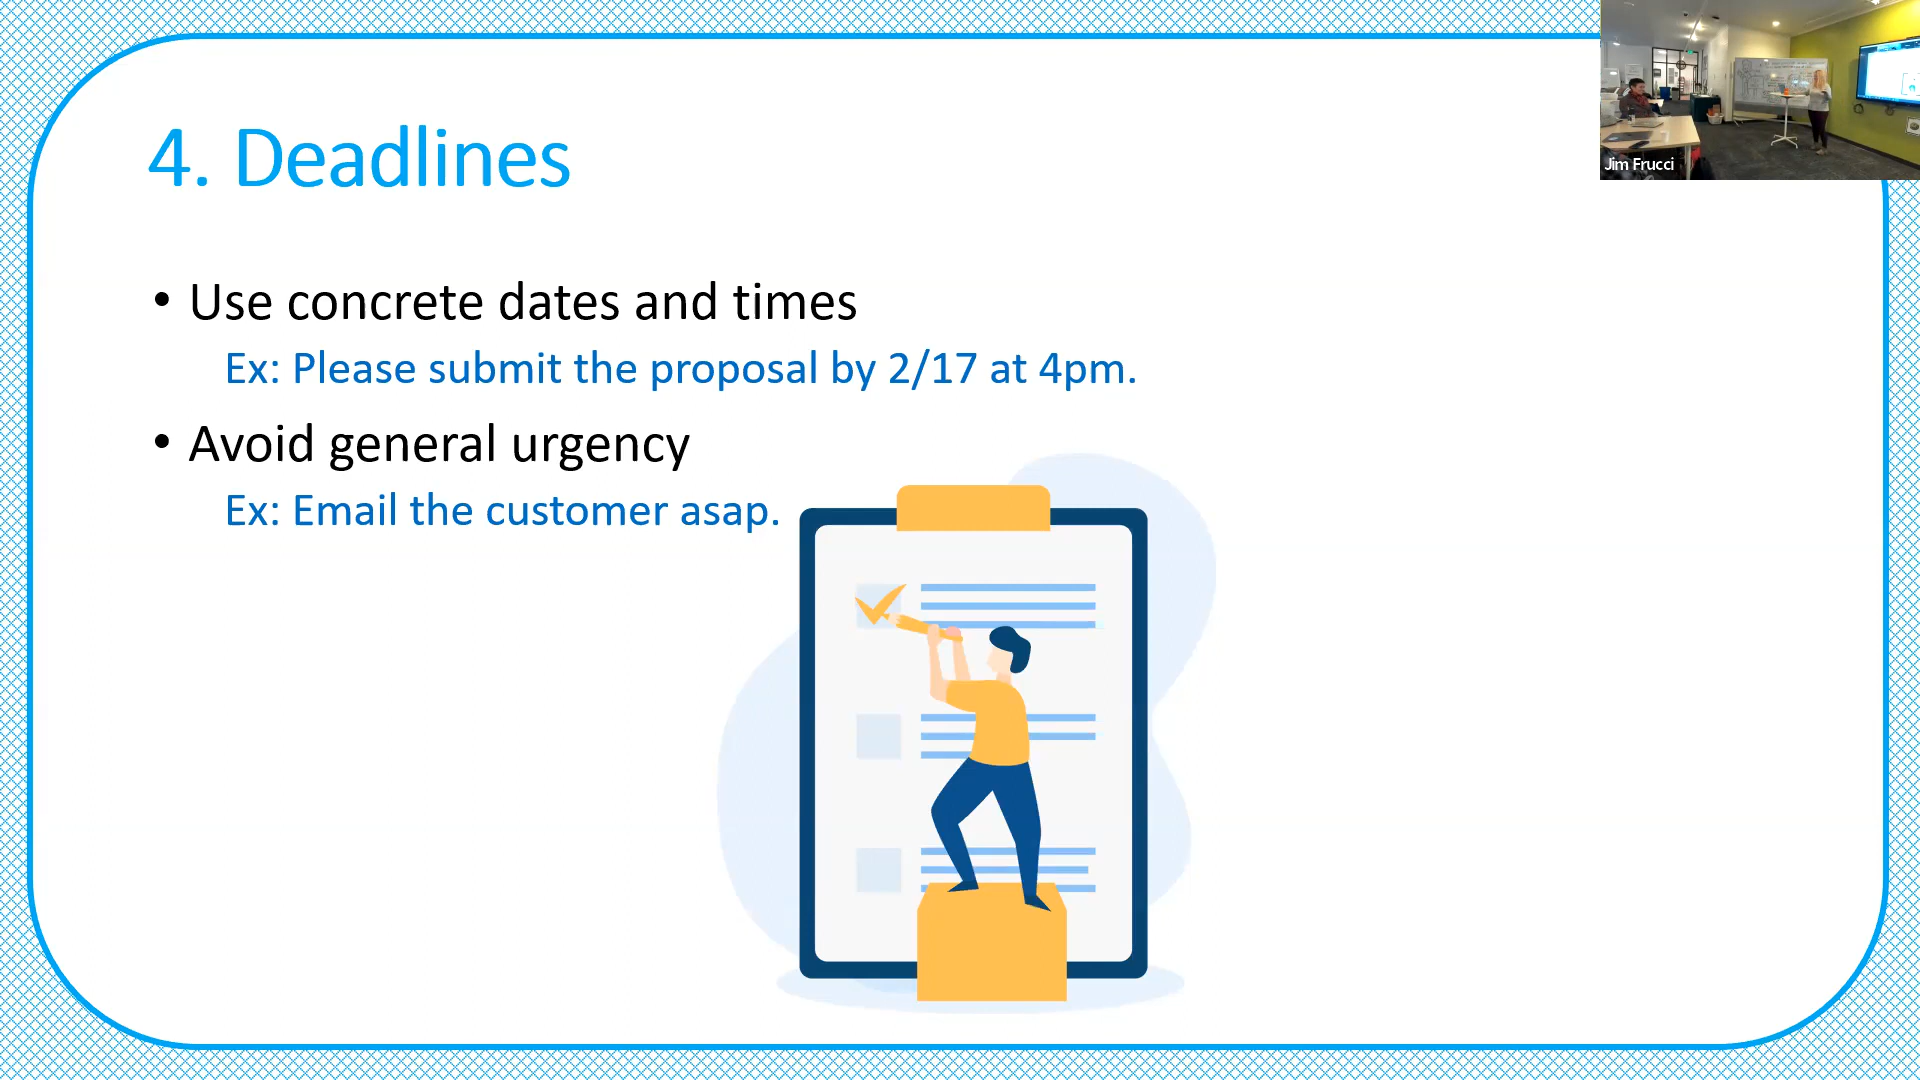 4. Deadlines
• Use concrete dates and times
Ex: Please submit the proposal by 2/17 at 4pm.
• Avoid general urgency
Ex: Email the customer asap.
Jim Frucci